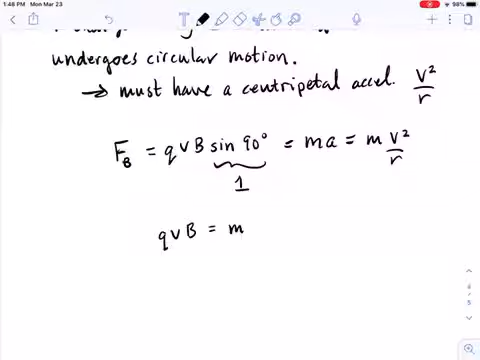 1:46 PM Mon Mar 23
98%
undergoes circular motion.
→ must have a centripetal accel. v²/r
F_B = qvB sin 90° = ma = m v²/r
1
qvB = m